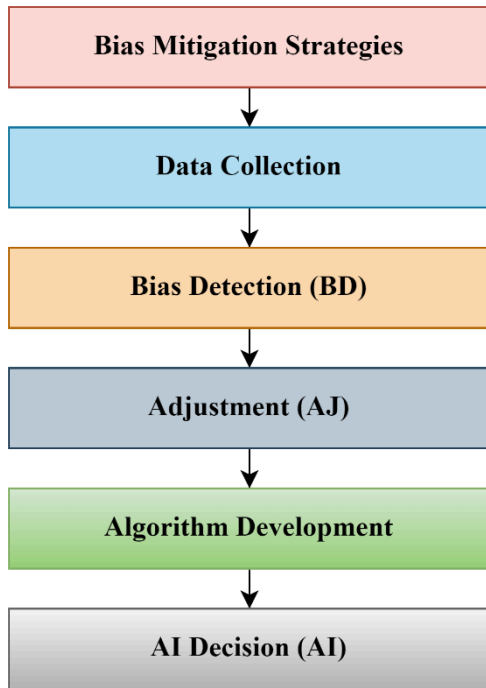 Bias Mitigation Strategies
Data Collection
Bias Detection (BD)
Adjustment (AJ)
Algorithm Development
AI Decision (AI)